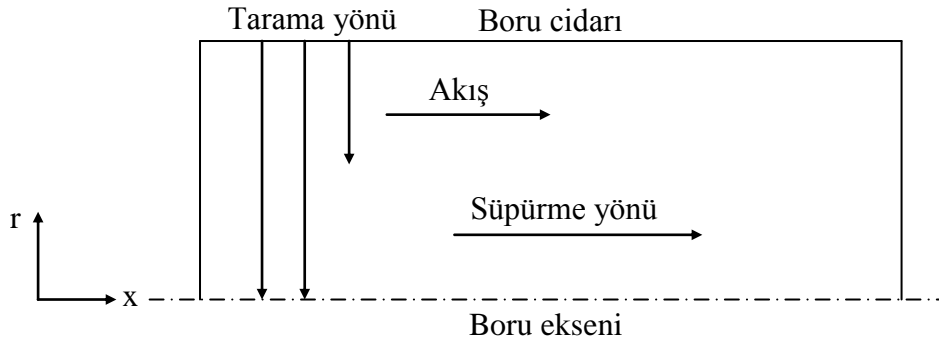 Tarama yönü
Boru cidarı
Akış
Süpürme yönü
r
x
Boru ekseni